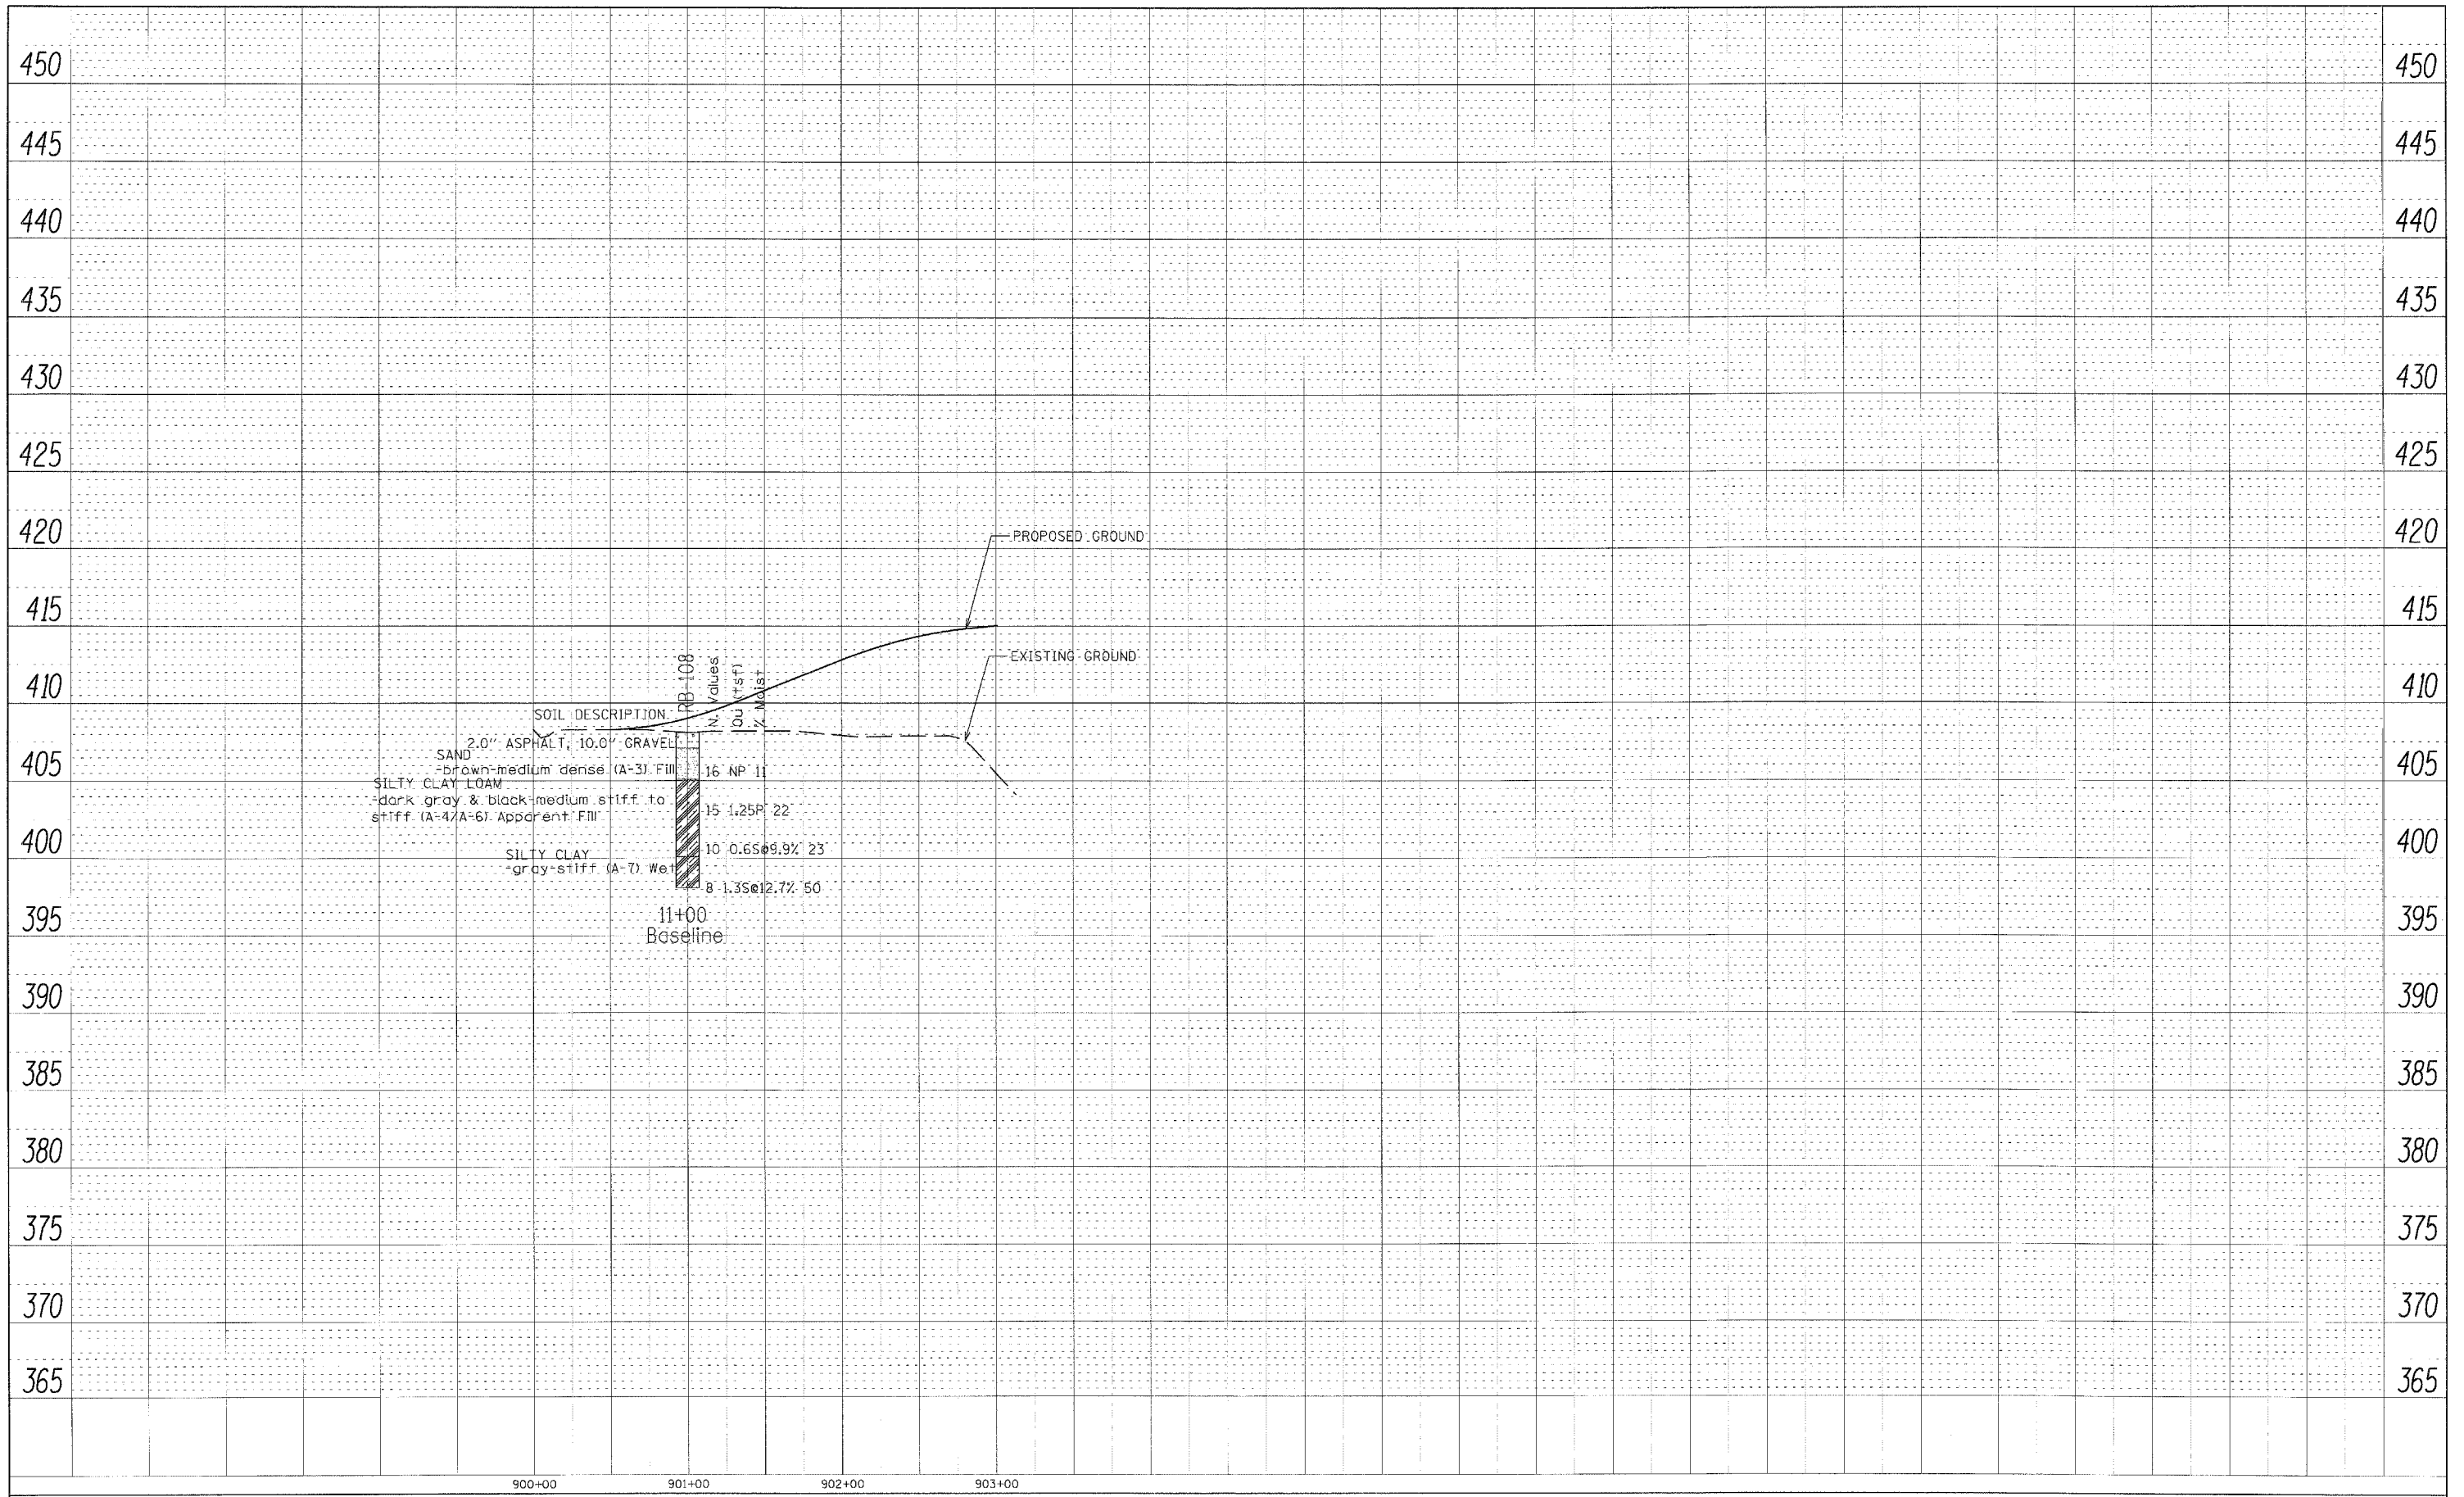 450 450
445 445
440 440
435 435
430 430
425 425
420 420
PROPOSED GROUND
415 415
EXISTING GROUND
RB-108
N. Values
Qu (tsf)
% Moist
410 410
SOIL DESCRIPTION
2.0" ASPHALT, 10.0" GRAVEL
SAND
-brown-medium dense (A-3) Fill
16 NP 11
405 405
SILTY CLAY LOAM
-dark gray & black-medium stiff to
stiff (A-4/A-6) Apparent Fill
15 1.25P 22
400 400
10 0.6S@9.9% 23
SILTY CLAY
-gray-stiff (A-7) Wet
8 1.3S@12.7% 50
395 395
11+00
Baseline
390 390
385 385
380 380
375 375
370 370
365 365
900+00 901+00 902+00 903+00